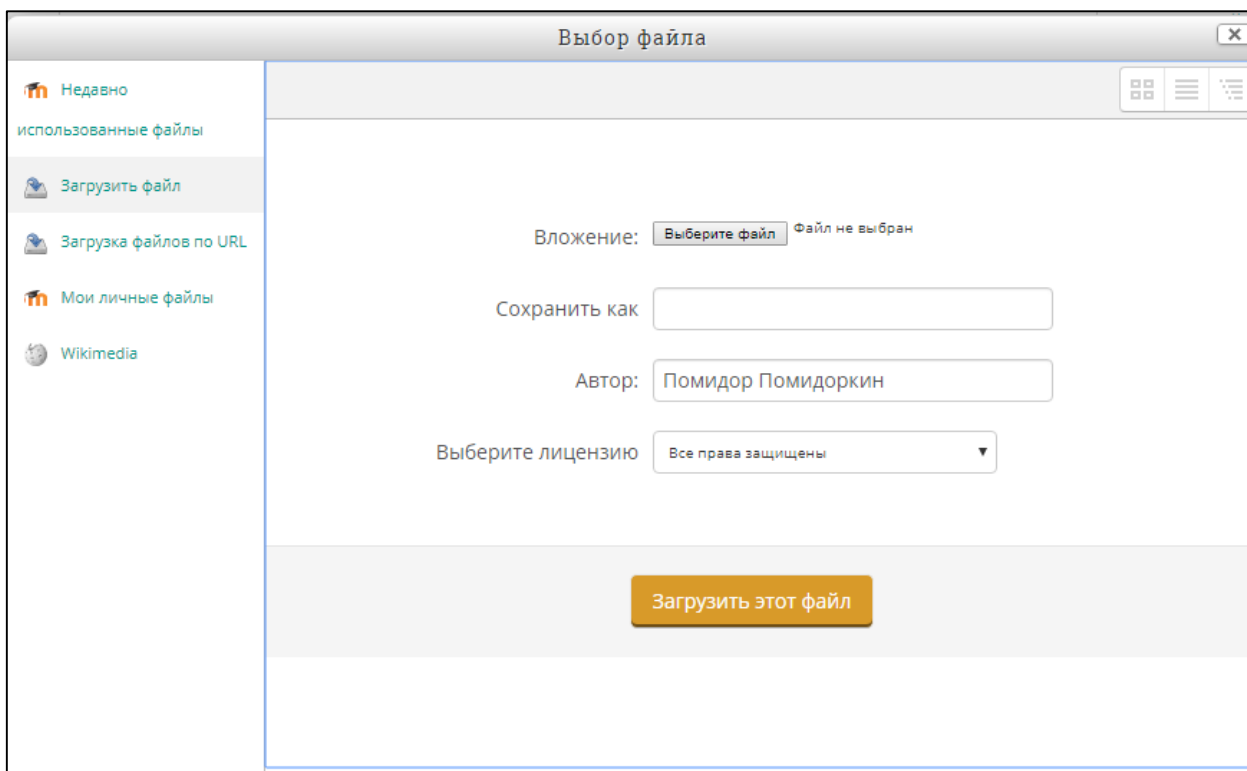 Выбор файла
Недавно
использованные файлы
Загрузить файл
Загрузка файлов по URL
Мои личные файлы
Wikimedia
Вложение: Выберите файл Файл не выбран
Сохранить как
Автор: Помидор Помидоркин
Выберите лицензию Все права защищены
Загрузить этот файл